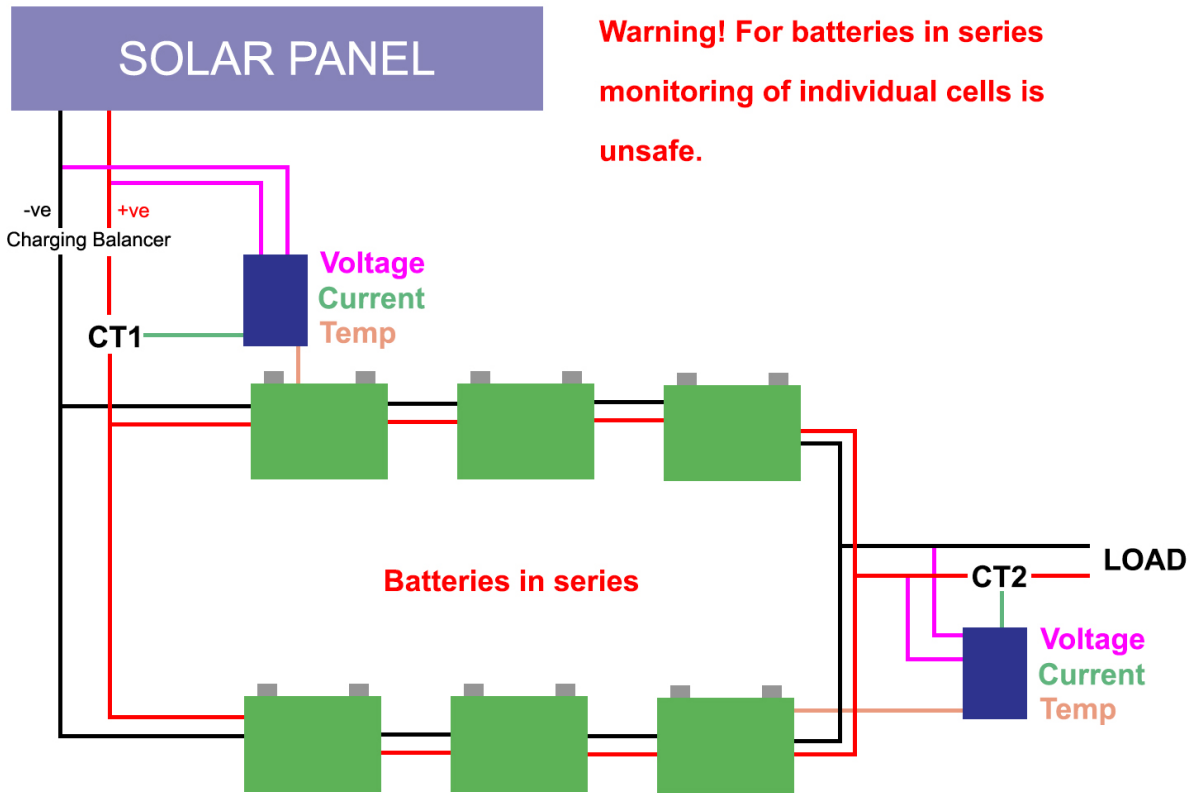 SOLAR PANEL
Warning! For batteries in series
monitoring of individual cells is
unsafe.
-ve
+ve
Charging Balancer
Voltage
Current
Temp
CT1
Batteries in series
LOAD
CT2
Voltage
Current
Temp